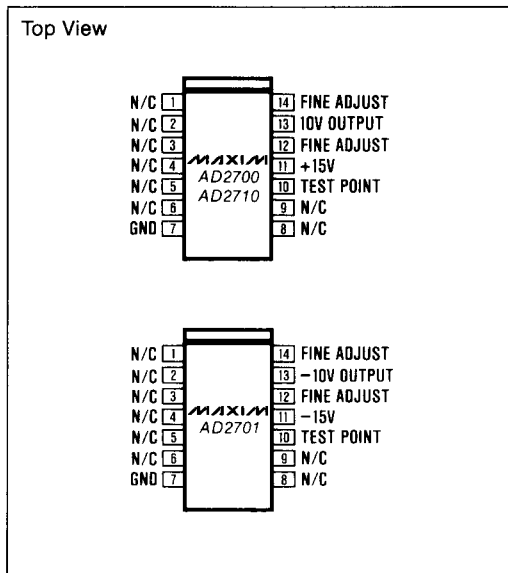 Top View
N/C 1 14 FINE ADJUST
N/C 2 13 10V OUTPUT
N/C 3 12 FINE ADJUST
N/C 4 MAXIM 11 +15V
N/C 5 AD2700 10 TEST POINT
N/C 6 AD2710 9 N/C
GND 7 8 N/C
N/C 1 14 FINE ADJUST
N/C 2 13 −10V OUTPUT
N/C 3 12 FINE ADJUST
N/C 4 MAXIM 11 −15V
N/C 5 AD2701 10 TEST POINT
N/C 6 9 N/C
GND 7 8 N/C